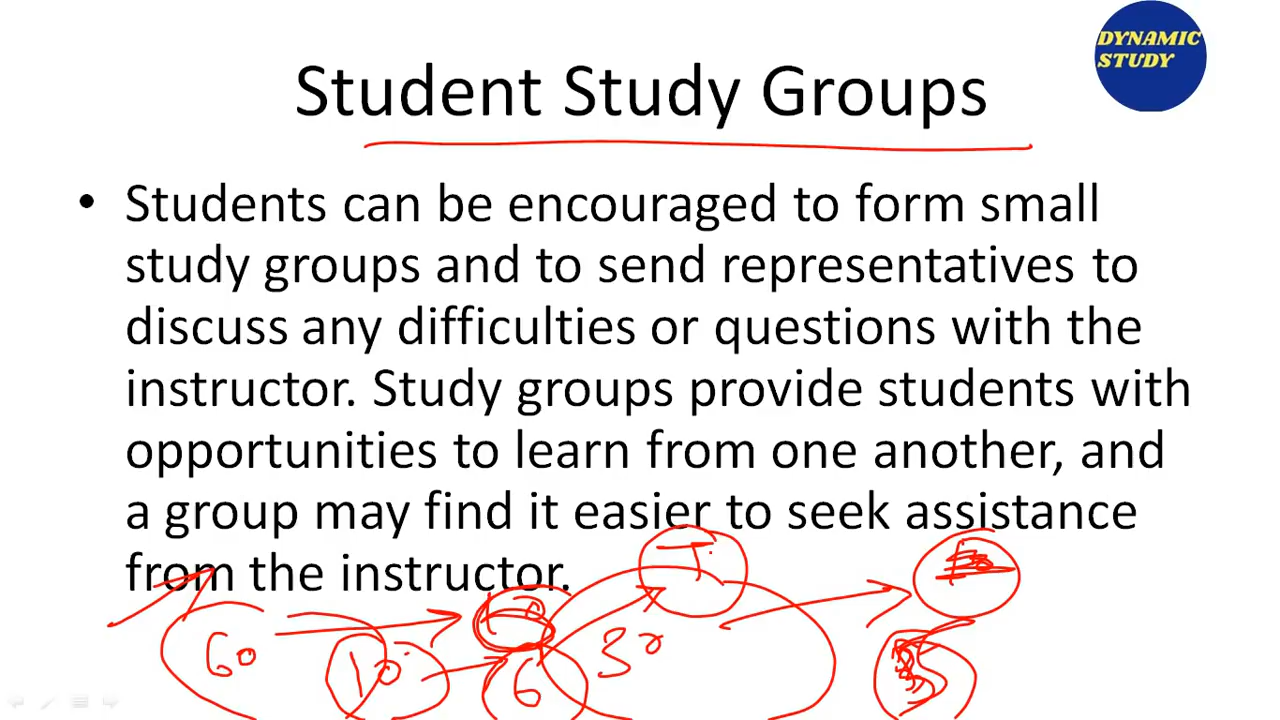 DYNAMIC
STUDY
Student Study Groups
• Students can be encouraged to form small
study groups and to send representatives to
discuss any difficulties or questions with the
instructor. Study groups provide students with
opportunities to learn from one another, and
a group may find it easier to seek assistance
from the instructor.
T
60
10
6
30